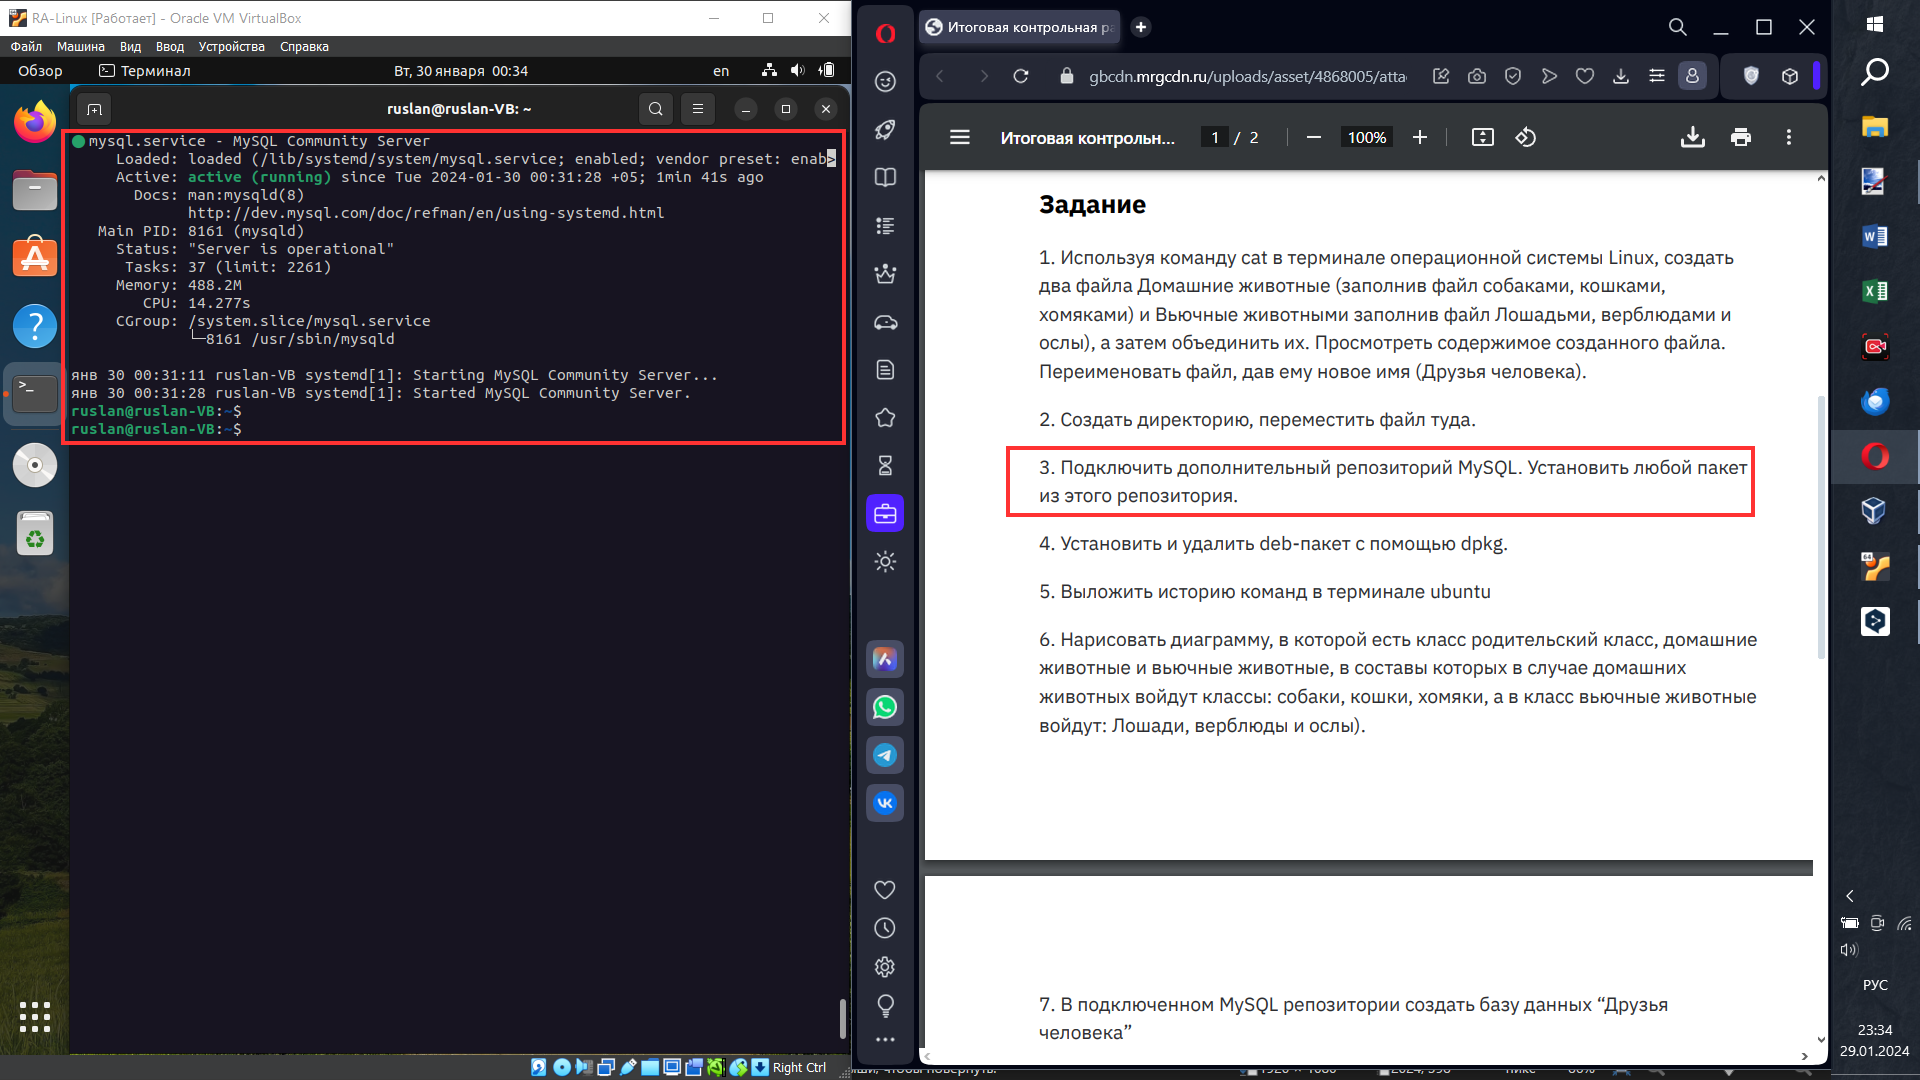 RA-Linux [Работает] - Oracle VM VirtualBox
Файл Машина Вид Ввод Устройства Справка
Обзор Терминал Вт, 30 января 00:34 en
ruslan@ruslan-VB: ~
mysql.service - MySQL Community Server
Loaded: loaded (/lib/systemd/system/mysql.service; enabled; vendor preset: enab>
Active: active (running) since Tue 2024-01-30 00:31:28 +05; 1min 41s ago
Docs: man:mysqld(8)
http://dev.mysql.com/doc/refman/en/using-systemd.html
Main PID: 8161 (mysqld)
Status: "Server is operational"
Tasks: 37 (limit: 2261)
Memory: 488.2M
CPU: 14.277s
CGroup: /system.slice/mysql.service
└─8161 /usr/sbin/mysqld
янв 30 00:31:11 ruslan-VB systemd[1]: Starting MySQL Community Server...
янв 30 00:31:28 ruslan-VB systemd[1]: Started MySQL Community Server.
ruslan@ruslan-VB:~$
ruslan@ruslan-VB:~$
Right Ctrl
Итоговая контрольная ра
gbcdn.mrgcdn.ru/uploads/asset/4868005/atta
Итоговая контрольн... 1 / 2 100%
Задание
1. Используя команду cat в терминале операционной системы Linux, создать
два файла Домашние животные (заполнив файл собаками, кошками,
хомяками) и Вьючные животными заполнив файл Лошадьми, верблюдами и
ослы), а затем объединить их. Просмотреть содержимое созданного файла.
Переименовать файл, дав ему новое имя (Друзья человека).
2. Создать директорию, переместить файл туда.
3. Подключить дополнительный репозиторий MySQL. Установить любой пакет
из этого репозитория.
4. Установить и удалить deb-пакет с помощью dpkg.
5. Выложить историю команд в терминале ubuntu
6. Нарисовать диаграмму, в которой есть класс родительский класс, домашние
животные и вьючные животные, в составы которых в случае домашних
животных войдут классы: собаки, кошки, хомяки, а в класс вьючные животные
войдут: Лошади, верблюды и ослы).
7. В подключенном MySQL репозитории создать базу данных “Друзья
человека”
РУС
23:34
29.01.2024